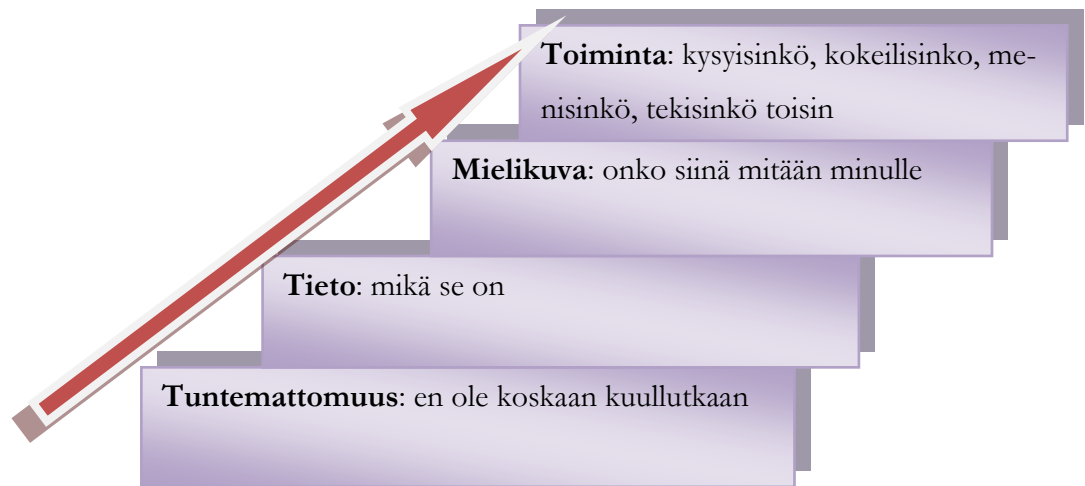 Toiminta: kysyisinkö, kokeilisinko, me-
nisinkö, tekisinkö toisin
Mielikuva: onko siinä mitään minulle
Tieto: mikä se on
Tuntemattomuus: en ole koskaan kuullutkaan